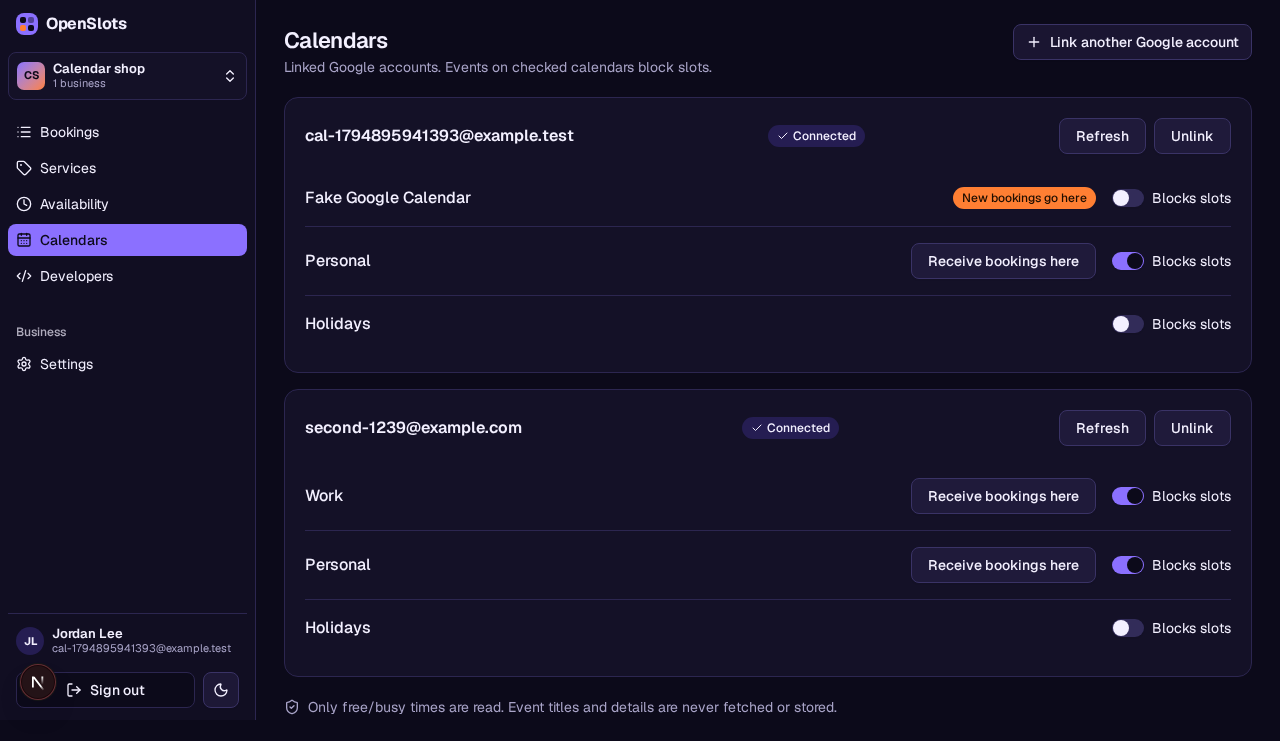 OpenSlots
CS
Calendar shop
1 business
Bookings
Services
Availability
Calendars
Developers
Business
Settings
JL
Jordan Lee
cal-1794895941393@example.test
N
Sign out
Calendars
Linked Google accounts. Events on checked calendars block slots.
Link another Google account
cal-1794895941393@example.test
Connected
Refresh
Unlink
Fake Google Calendar
New bookings go here
Blocks slots
Personal
Receive bookings here
Blocks slots
Holidays
Blocks slots
second-1239@example.com
Connected
Refresh
Unlink
Work
Receive bookings here
Blocks slots
Personal
Receive bookings here
Blocks slots
Holidays
Blocks slots
Only free/busy times are read. Event titles and details are never fetched or stored.